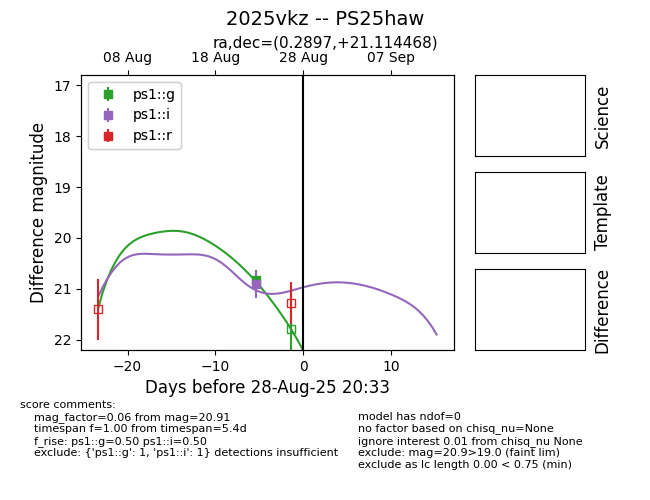 2025vkz -- PS25haw
ra,dec=(0.2897,+21.114468)
08 Aug 18 Aug 28 Aug 07 Sep
ps1::g
ps1::i
ps1::r
17
18
19
20
21
22
Difference magnitude
−20 −10 0 10
Days before 28-Aug-25 20:33
Science
Template
Difference
score comments:
mag_factor=0.06 from mag=20.91
timespan f=1.00 from timespan=5.4d
f_rise: ps1::g=0.50 ps1::i=0.50
exclude: {'ps1::g': 1, 'ps1::i': 1} detections insufficient
model has ndof=0
no factor based on chisq_nu=None
ignore interest 0.01 from chisq_nu None
exclude: mag=20.9>19.0 (faint lim)
exclude as lc length 0.00 < 0.75 (min)